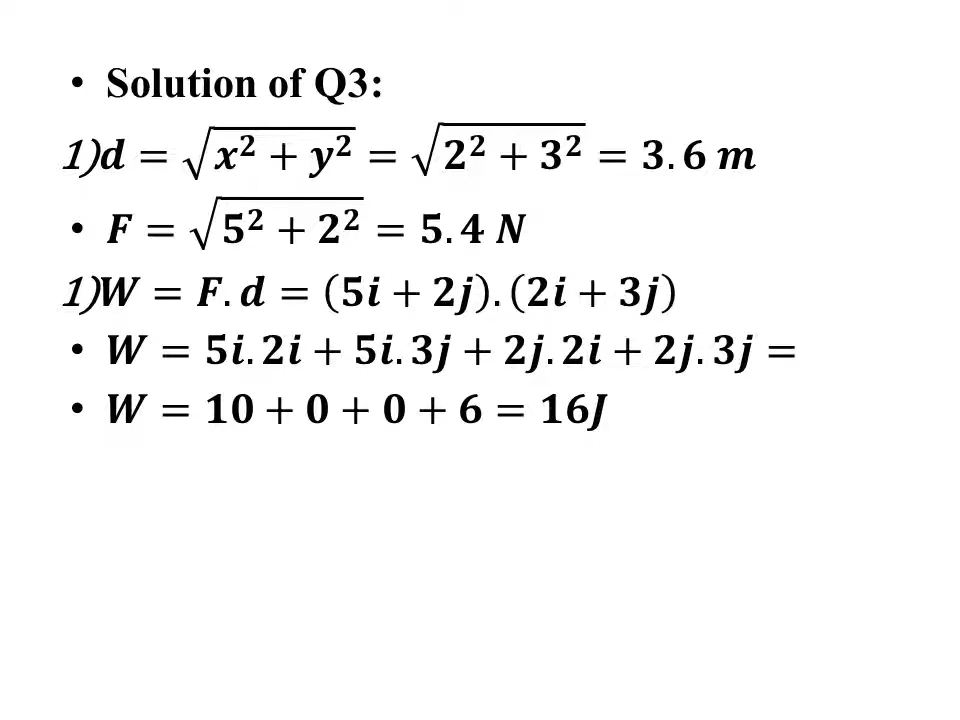 • Solution of Q3:
1)d = √(x² + y²) = √(2² + 3²) = 3.6 m
• F = √(5² + 2²) = 5.4 N
1)W = F.d = (5i + 2j).(2i + 3j)
• W = 5i.2i + 5i.3j + 2j.2i + 2j.3j =
• W = 10 + 0 + 0 + 6 = 16J